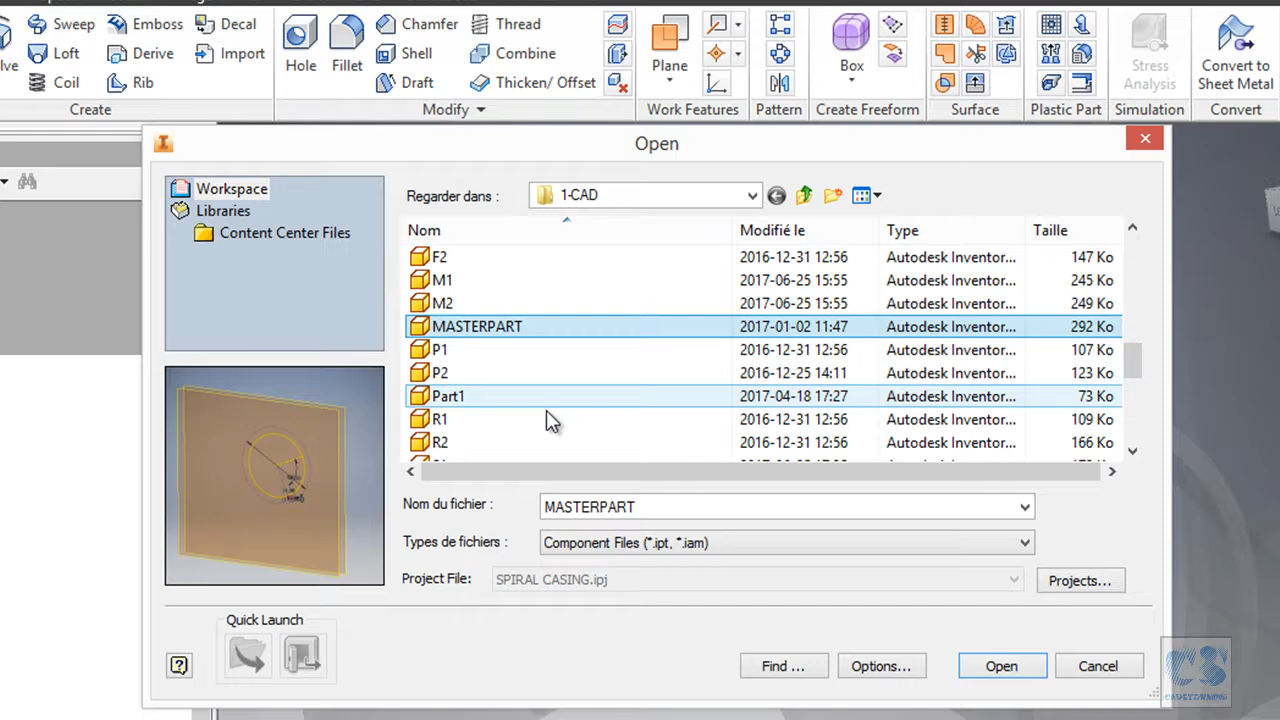 Sweep Emboss Decal
Loft Derive Import
Coil Rib
Create
Hole
Fillet
Chamfer Thread
Shell Combine
Draft Thicken/ Offset
Modify
Plane
Work Features
Pattern
Box
Create Freeform
Surface
Plastic Part
Stress
Analysis
Simulation
Convert to
Sheet Metal
Convert
Open
Workspace
Libraries
Content Center Files
Regarder dans : 1-CAD
Nom Modifié le Type Taille
F2 2016-12-31 12:56 Autodesk Inventor... 147 Ko
M1 2017-06-25 15:55 Autodesk Inventor... 245 Ko
M2 2017-06-25 15:55 Autodesk Inventor... 249 Ko
MASTERPART 2017-01-02 11:47 Autodesk Inventor... 292 Ko
P1 2016-12-31 12:56 Autodesk Inventor... 107 Ko
P2 2016-12-25 14:11 Autodesk Inventor... 123 Ko
Part1 2017-04-18 17:27 Autodesk Inventor... 73 Ko
R1 2016-12-31 12:56 Autodesk Inventor... 109 Ko
R2 2016-12-31 12:56 Autodesk Inventor... 166 Ko
Nom du fichier : MASTERPART
Types de fichiers : Component Files (*.ipt, *.iam)
Project File: SPIRAL CASING.ipj Projects...
Quick Launch
Find ... Options... Open Cancel
CS